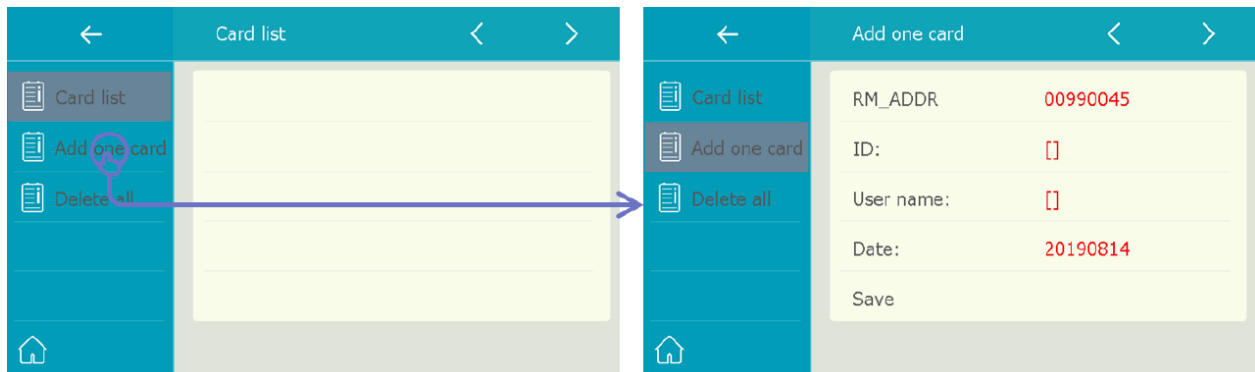 Card list
Card list
Add one card
Delete all
Add one card
Card list
Add one card
Delete all
RM_ADDR 00990045
ID: []
User name: []
Date: 20190814
Save